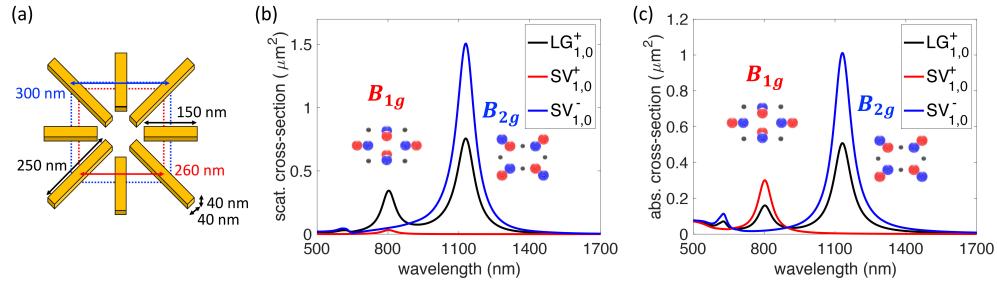 (a)
300 nm
150 nm
250 nm
260 nm
40 nm
40 nm
(b)
scat. cross-section ( μm²)
1.5
1
0.5
0
500
800
1100
1400
1700
wavelength (nm)
B₁g
B₂g
LG⁺₁,₀
SV⁺₁,₀
SV⁻₁,₀
(c)
abs. cross-section ( μm²)
1.2
1
0.8
0.6
0.4
0.2
0
500
800
1100
1400
1700
wavelength (nm)
B₁g
B₂g
LG⁺₁,₀
SV⁺₁,₀
SV⁻₁,₀